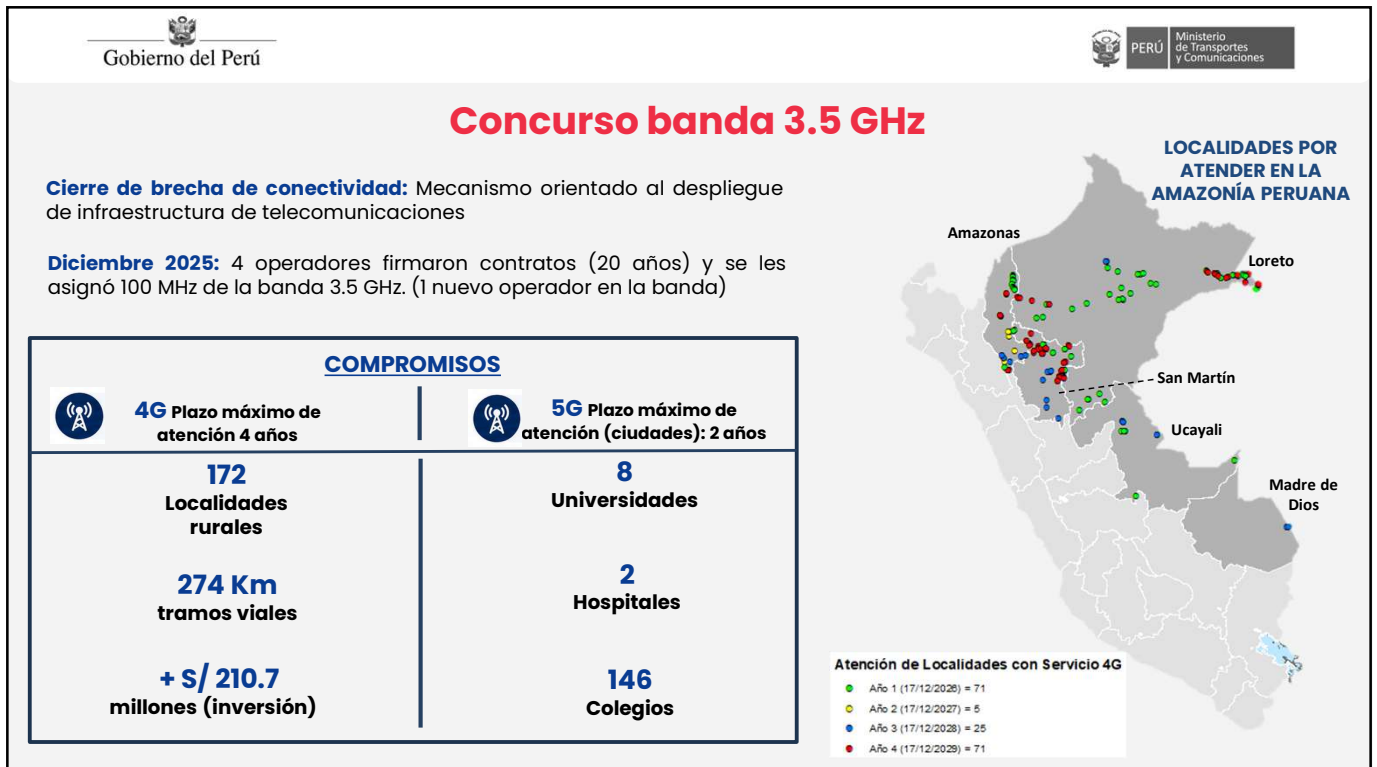 Gobierno del Perú
PERÚ
Ministerio
de Transportes
y Comunicaciones
Concurso banda 3.5 GHz
Cierre de brecha de conectividad: Mecanismo orientado al despliegue
de infraestructura de telecomunicaciones
Diciembre 2025: 4 operadores firmaron contratos (20 años) y se les
asignó 100 MHz de la banda 3.5 GHz. (1 nuevo operador en la banda)
COMPROMISOS
4G Plazo máximo de
atención 4 años
5G Plazo máximo de
atención (ciudades): 2 años
172
Localidades
rurales
8
Universidades
274 Km
tramos viales
2
Hospitales
+ S/ 210.7
millones (inversión)
146
Colegios
LOCALIDADES POR
ATENDER EN LA
AMAZONÍA PERUANA
Amazonas
Loreto
San Martín
Ucayali
Madre de
Dios
Atención de Localidades con Servicio 4G
Año 1 (17/12/2026) = 71
Año 2 (17/12/2027) = 5
Año 3 (17/12/2028) = 25
Año 4 (17/12/2029) = 71